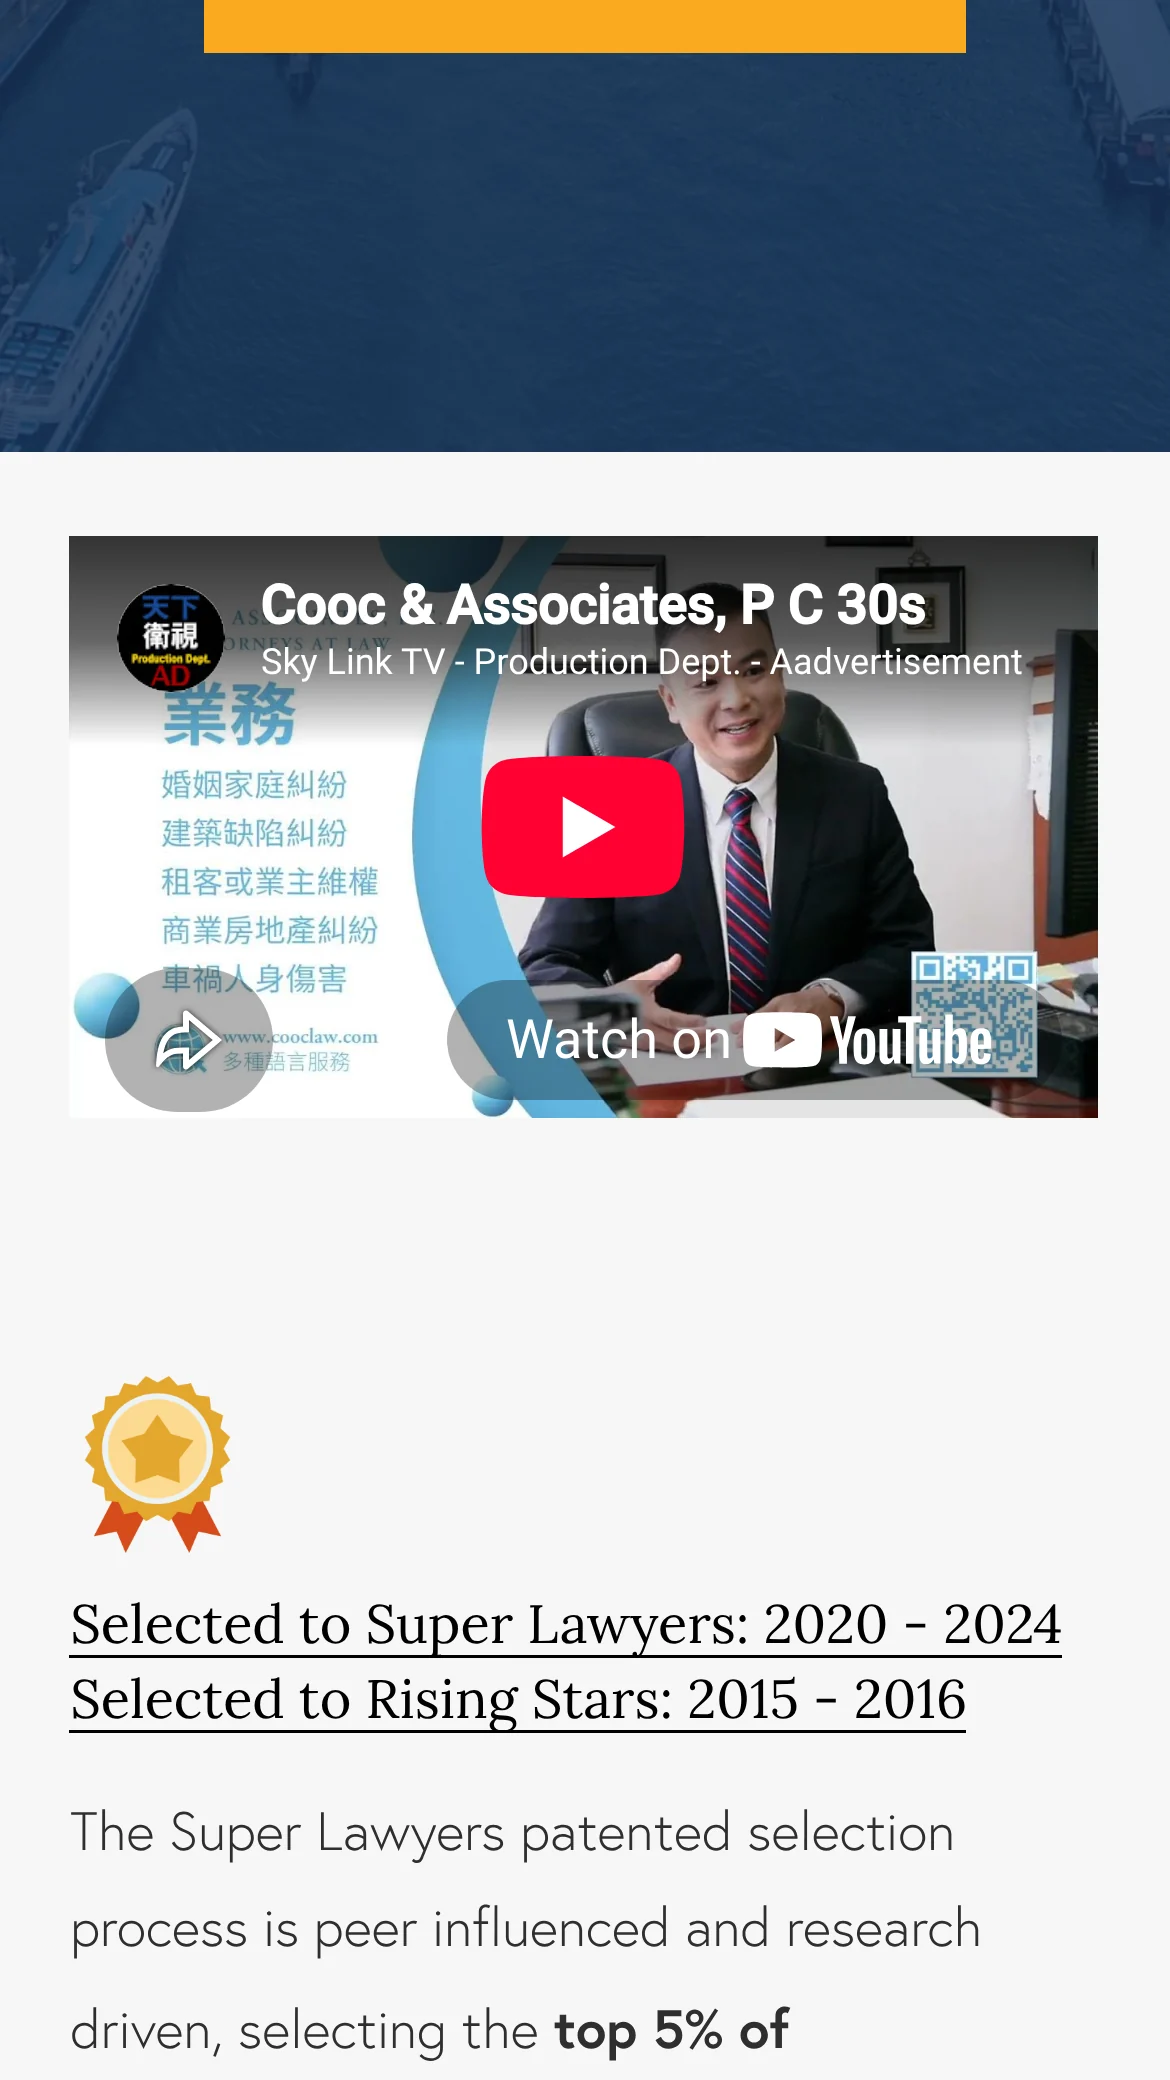 Cooc & Associates, P C 30s
Sky Link TV - Production Dept. - Aadvertisement
天下
衛視
Production Dept.
AD
ORNEYS AT LAW
業務
婚姻家庭糾紛
建築缺陷糾紛
租客或業主維權
商業房地產糾紛
車禍人身傷害
www.cooclaw.com
多種語言服務
Watch on YouTube
Selected to Super Lawyers: 2020 - 2024
Selected to Rising Stars: 2015 - 2016
The Super Lawyers patented selection
process is peer influenced and research
driven, selecting the top 5% of